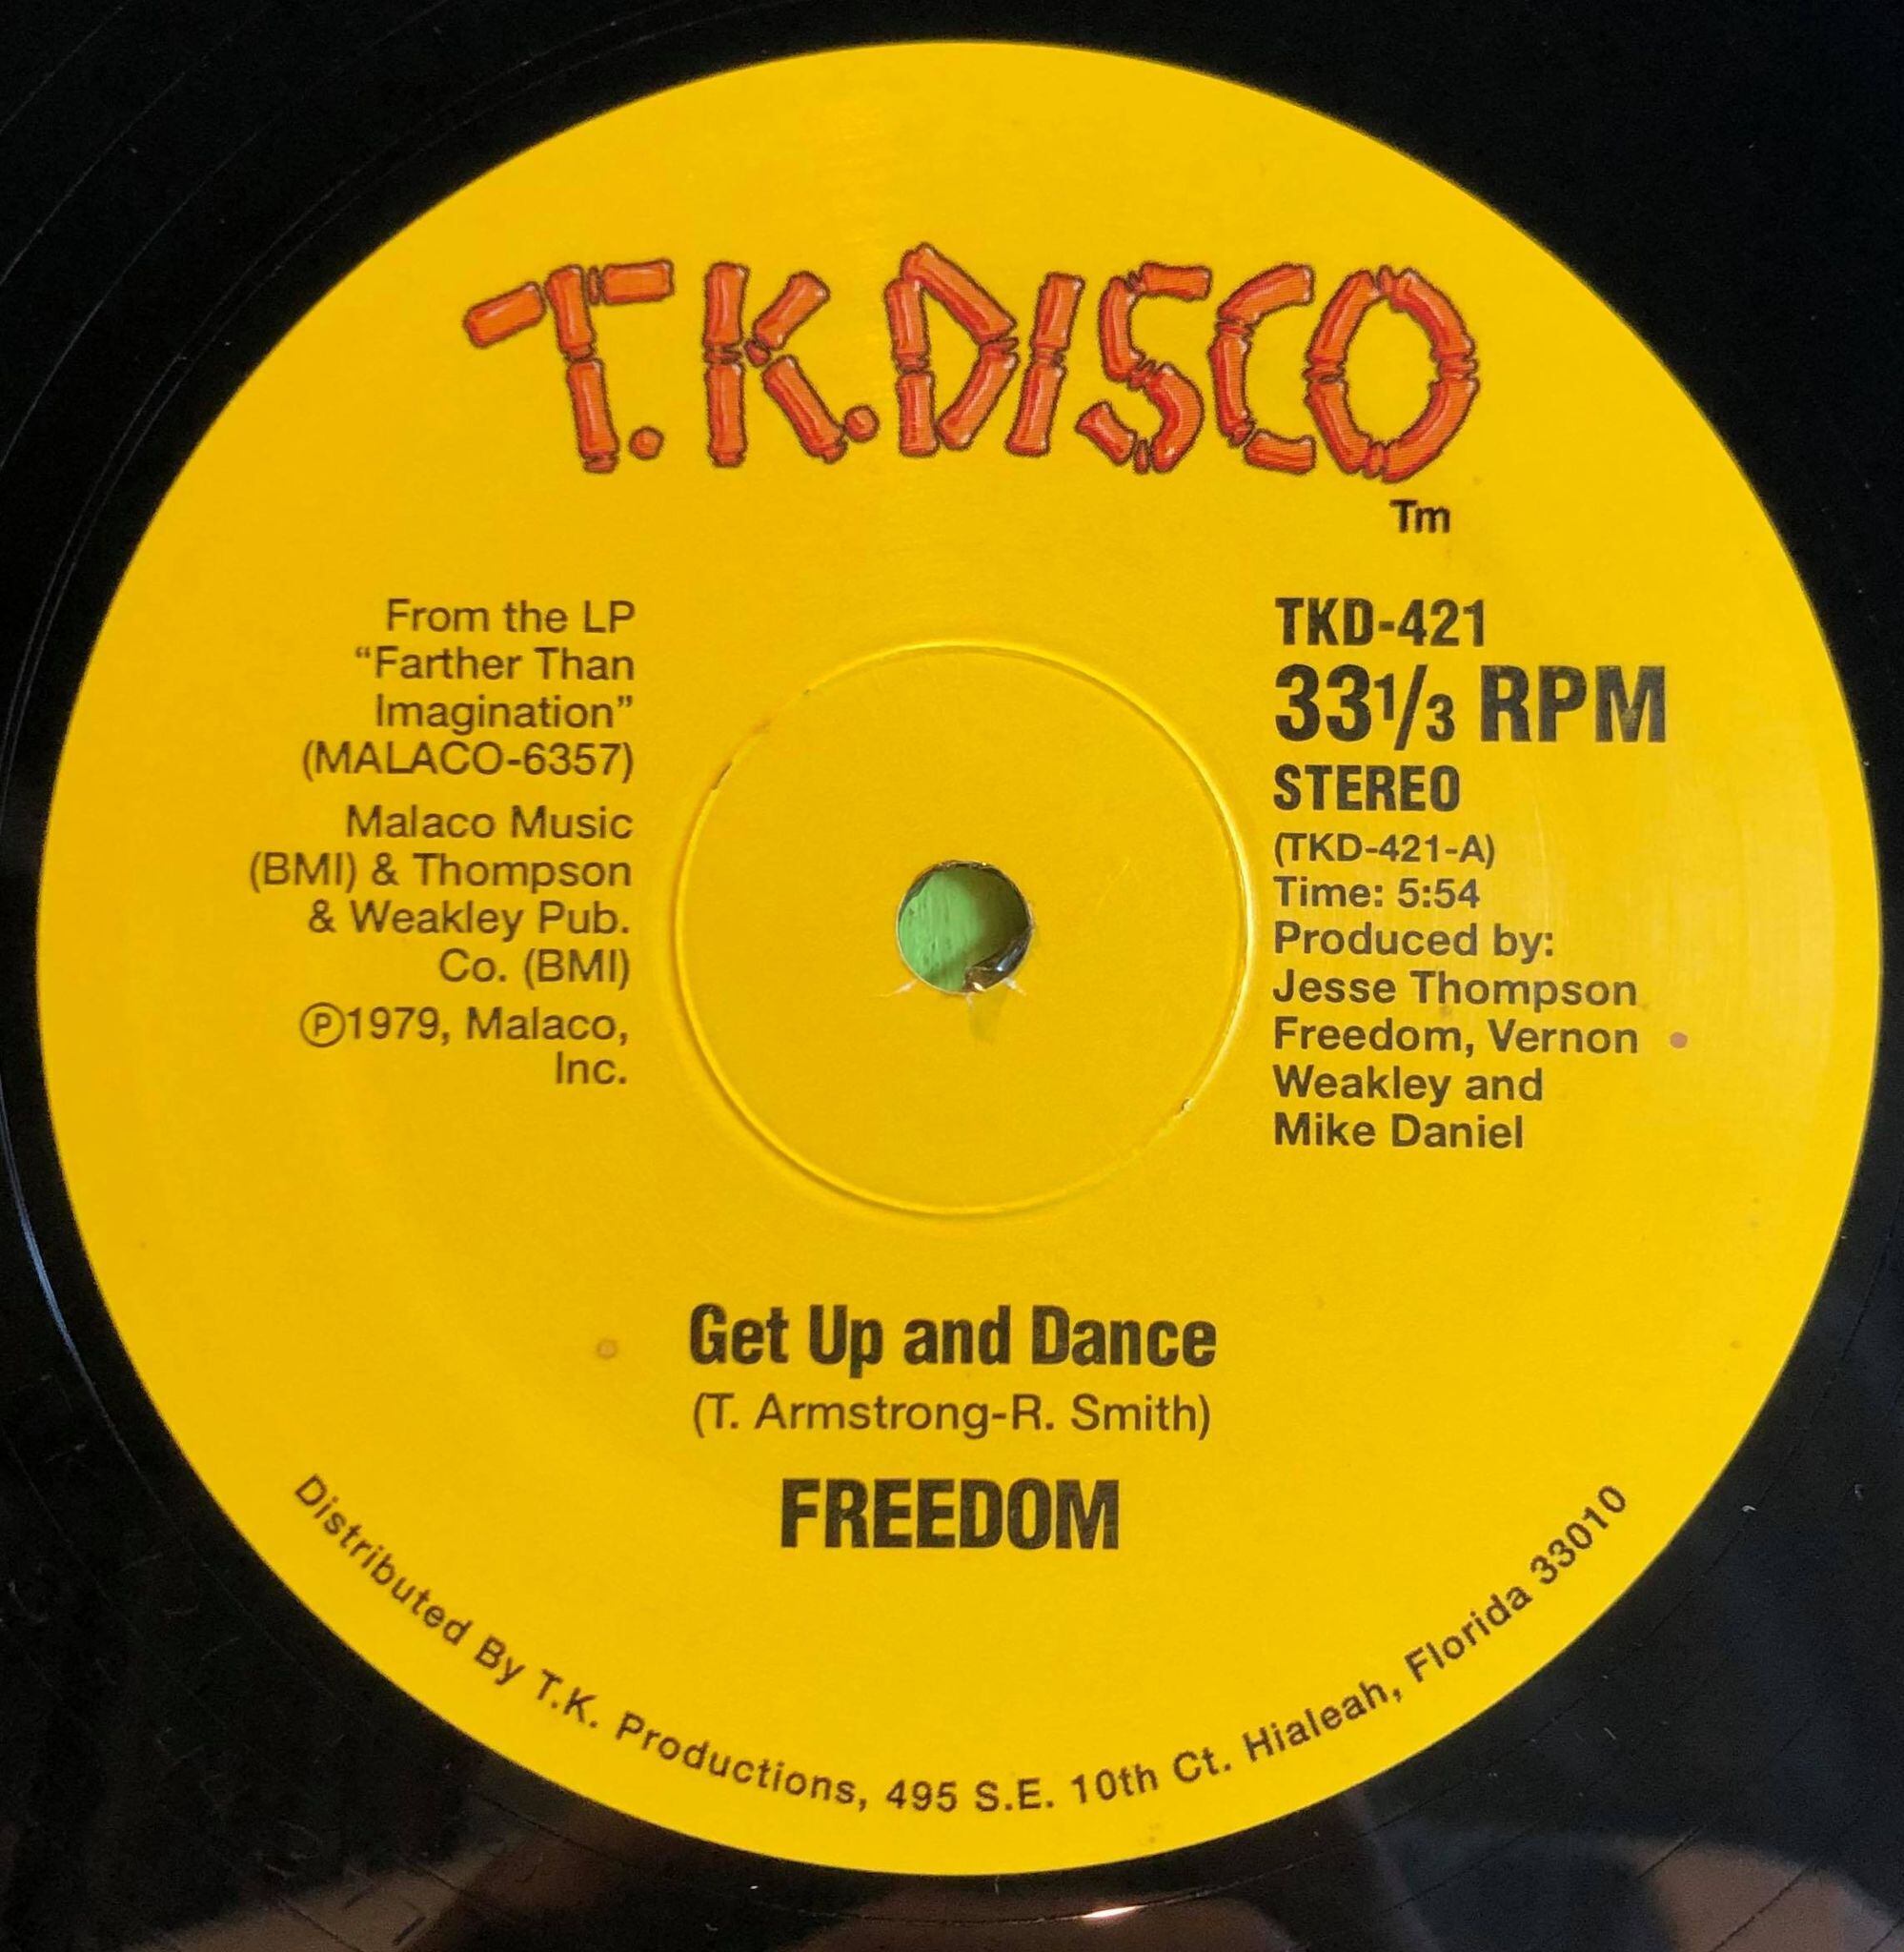 T.K.DISCO
Tm
From the LP
“Farther Than
Imagination”
(MALACO-6357)
Malaco Music
(BMI) & Thompson
& Weakley Pub.
Co. (BMI)
Ⓟ1979, Malaco,
Inc.
TKD-421
33 1/3 RPM
STEREO
(TKD-421-A)
Time: 5:54
Produced by:
Jesse Thompson
Freedom, Vernon
Weakley and
Mike Daniel
Get Up and Dance
(T. Armstrong-R. Smith)
FREEDOM
Distributed By T.K. Productions, 495 S.E. 10th Ct. Hialeah, Florida 33010